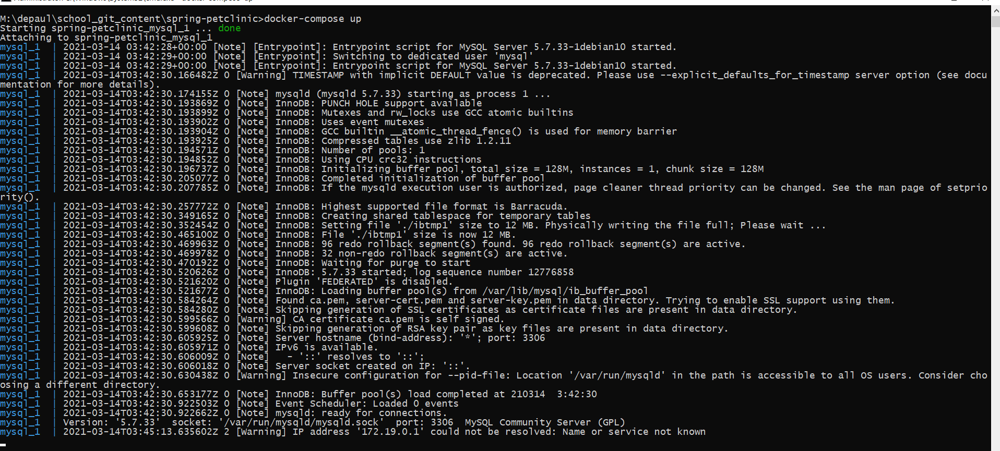 M:\depaul\school_git_content\spring-petclinic>docker-compose up
Starting spring-petclinic_mysql_1 ... done
Attaching to spring-petclinic_mysql_1
mysql_1  | 2021-03-14 03:42:28+00:00 [Note] [Entrypoint]: Entrypoint script for MySQL Server 5.7.33-1debian10 started.
mysql_1  | 2021-03-14 03:42:29+00:00 [Note] [Entrypoint]: Switching to dedicated user 'mysql'
mysql_1  | 2021-03-14 03:42:29+00:00 [Note] [Entrypoint]: Entrypoint script for MySQL Server 5.7.33-1debian10 started.
mysql_1  | 2021-03-14T03:42:30.166482Z 0 [Warning] TIMESTAMP with implicit DEFAULT value is deprecated. Please use --explicit_defaults_for_timestamp server option (see docu
mentation for more details).
mysql_1  | 2021-03-14T03:42:30.174155Z 0 [Note] mysqld (mysqld 5.7.33) starting as process 1 ...
mysql_1  | 2021-03-14T03:42:30.193869Z 0 [Note] InnoDB: PUNCH HOLE support available
mysql_1  | 2021-03-14T03:42:30.193899Z 0 [Note] InnoDB: Mutexes and rw_locks use GCC atomic builtins
mysql_1  | 2021-03-14T03:42:30.193902Z 0 [Note] InnoDB: Uses event mutexes
mysql_1  | 2021-03-14T03:42:30.193904Z 0 [Note] InnoDB: GCC builtin __atomic_thread_fence() is used for memory barrier
mysql_1  | 2021-03-14T03:42:30.193925Z 0 [Note] InnoDB: Compressed tables use zlib 1.2.11
mysql_1  | 2021-03-14T03:42:30.194571Z 0 [Note] InnoDB: Number of pools: 1
mysql_1  | 2021-03-14T03:42:30.194852Z 0 [Note] InnoDB: Using CPU crc32 instructions
mysql_1  | 2021-03-14T03:42:30.196737Z 0 [Note] InnoDB: Initializing buffer pool, total size = 128M, instances = 1, chunk size = 128M
mysql_1  | 2021-03-14T03:42:30.205077Z 0 [Note] InnoDB: Completed initialization of buffer pool
mysql_1  | 2021-03-14T03:42:30.207785Z 0 [Note] InnoDB: If the mysqld execution user is authorized, page cleaner thread priority can be changed. See the man page of setprio
rity().
mysql_1  | 2021-03-14T03:42:30.257772Z 0 [Note] InnoDB: Highest supported file format is Barracuda.
mysql_1  | 2021-03-14T03:42:30.349165Z 0 [Note] InnoDB: Creating shared tablespace for temporary tables
mysql_1  | 2021-03-14T03:42:30.352454Z 0 [Note] InnoDB: Setting file './ibtmp1' size to 12 MB. Physically writing the file full; Please wait ...
mysql_1  | 2021-03-14T03:42:30.465100Z 0 [Note] InnoDB: File './ibtmp1' size is now 12 MB.
mysql_1  | 2021-03-14T03:42:30.469963Z 0 [Note] InnoDB: 96 redo rollback segment(s) found. 96 redo rollback segment(s) are active.
mysql_1  | 2021-03-14T03:42:30.469978Z 0 [Note] InnoDB: 32 non-redo rollback segment(s) are active.
mysql_1  | 2021-03-14T03:42:30.470192Z 0 [Note] InnoDB: Waiting for purge to start
mysql_1  | 2021-03-14T03:42:30.520626Z 0 [Note] InnoDB: 5.7.33 started; log sequence number 12776858
mysql_1  | 2021-03-14T03:42:30.521620Z 0 [Note] Plugin 'FEDERATED' is disabled.
mysql_1  | 2021-03-14T03:42:30.521677Z 0 [Note] InnoDB: Loading buffer pool(s) from /var/lib/mysql/ib_buffer_pool
mysql_1  | 2021-03-14T03:42:30.584264Z 0 [Note] Found ca.pem, server-cert.pem and server-key.pem in data directory. Trying to enable SSL support using them.
mysql_1  | 2021-03-14T03:42:30.584280Z 0 [Note] Skipping generation of SSL certificates as certificate files are present in data directory.
mysql_1  | 2021-03-14T03:42:30.599566Z 0 [Warning] CA certificate ca.pem is self signed.
mysql_1  | 2021-03-14T03:42:30.599608Z 0 [Note] Skipping generation of RSA key pair as key files are present in data directory.
mysql_1  | 2021-03-14T03:42:30.605925Z 0 [Note] Server hostname (bind-address): '*'; port: 3306
mysql_1  | 2021-03-14T03:42:30.605971Z 0 [Note] IPv6 is available.
mysql_1  | 2021-03-14T03:42:30.606009Z 0 [Note]   - '::' resolves to '::';
mysql_1  | 2021-03-14T03:42:30.606018Z 0 [Note] Server socket created on IP: '::'.
mysql_1  | 2021-03-14T03:42:30.630438Z 0 [Warning] Insecure configuration for --pid-file: Location '/var/run/mysqld' in the path is accessible to all OS users. Consider cho
osing a different directory.
mysql_1  | 2021-03-14T03:42:30.653177Z 0 [Note] InnoDB: Buffer pool(s) load completed at 210314  3:42:30
mysql_1  | 2021-03-14T03:42:30.922503Z 0 [Note] Event Scheduler: Loaded 0 events
mysql_1  | 2021-03-14T03:42:30.922662Z 0 [Note] mysqld: ready for connections.
mysql_1  | Version: '5.7.33'  socket: '/var/run/mysqld/mysqld.sock'  port: 3306  MySQL Community Server (GPL)
mysql_1  | 2021-03-14T03:45:13.635602Z 2 [Warning] IP address '172.19.0.1' could not be resolved: Name or service not known